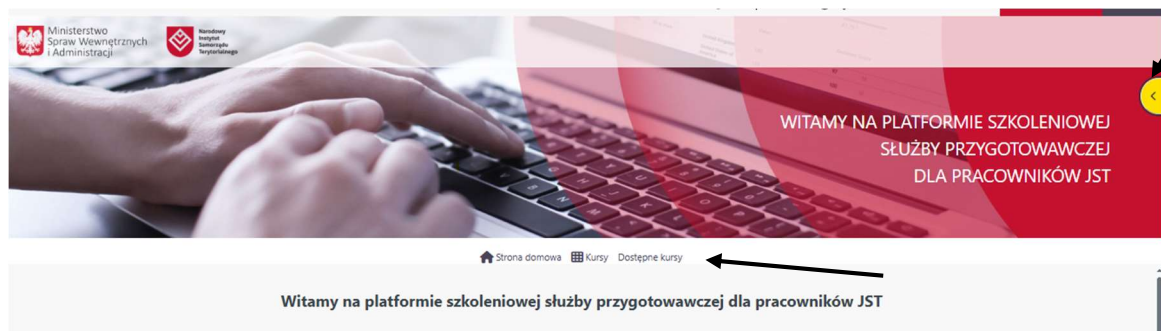 Ministerstwo
Spraw Wewnętrznych
i Administracji
Narodowy
Instytut
Samorządu
Terytorialnego
WITAMY NA PLATFORMIE SZKOLENIOWEJ
SŁUŻBY PRZYGOTOWAWCZEJ
DLA PRACOWNIKÓW JST
Strona domowa Kursy Dostępne kursy
Witamy na platformie szkoleniowej służby przygotowawczej dla pracowników JST